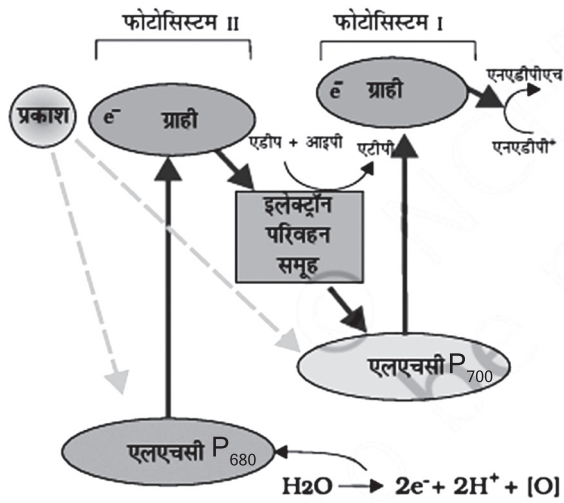 फोटोसिस्टम II
फोटोसिस्टम I
प्रकाश
e⁻ ग्राही
e⁻ ग्राही
एनएडीपीएच
एनएडीपी⁺
एडीप + आइपी
एटीपी
इलेक्ट्रॉन
परिवहन
समूह
एलएचसी P700
एलएचसी P680
H2O → 2e⁻+ 2H⁺ + [O]